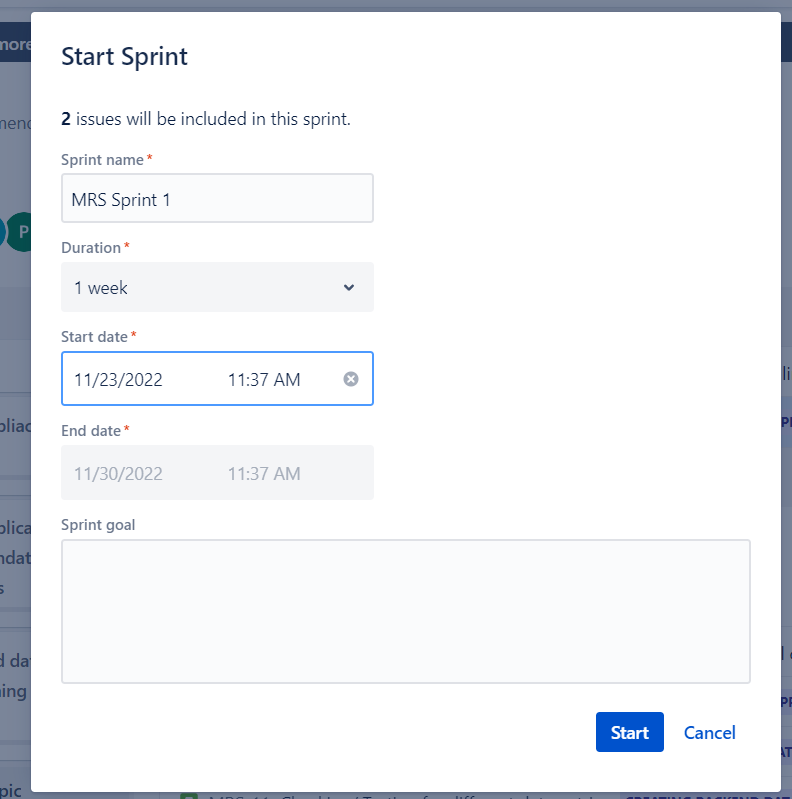 Start Sprint
2 issues will be included in this sprint.
Sprint name*
MRS Sprint 1
Duration*
1 week
Start date*
11/23/2022 11:37 AM
End date*
11/30/2022 11:37 AM
Sprint goal
Start Cancel
more
P